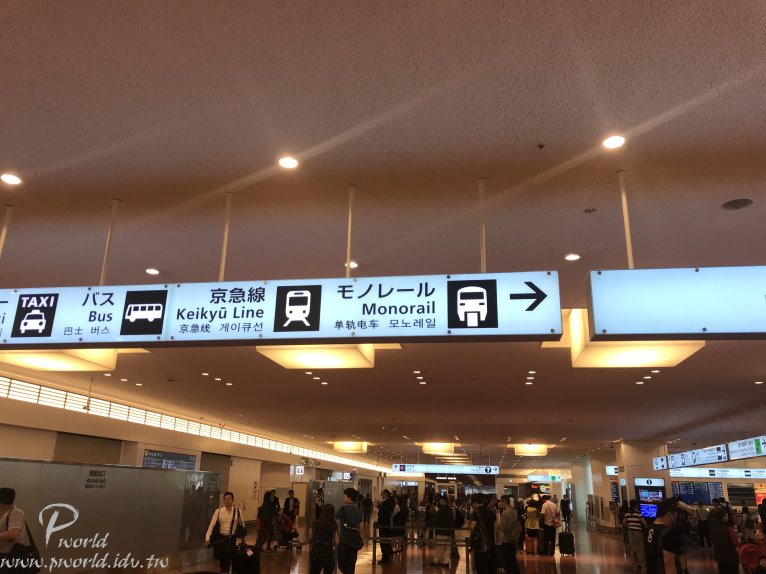 ー TAXI バス 京急線 モノレール
Bus Keikyū Line Monorail
巴士 버스 京急线 게이큐선 单轨电车 모노레일
Pworld
www.pworld.idv.tw